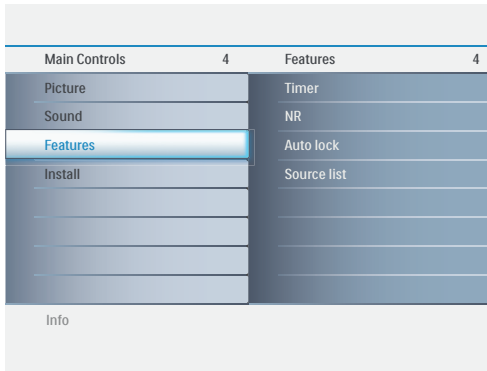 Main Controls 4 Features 4
Picture Timer
Sound NR
Features Auto lock
Install Source list
Info